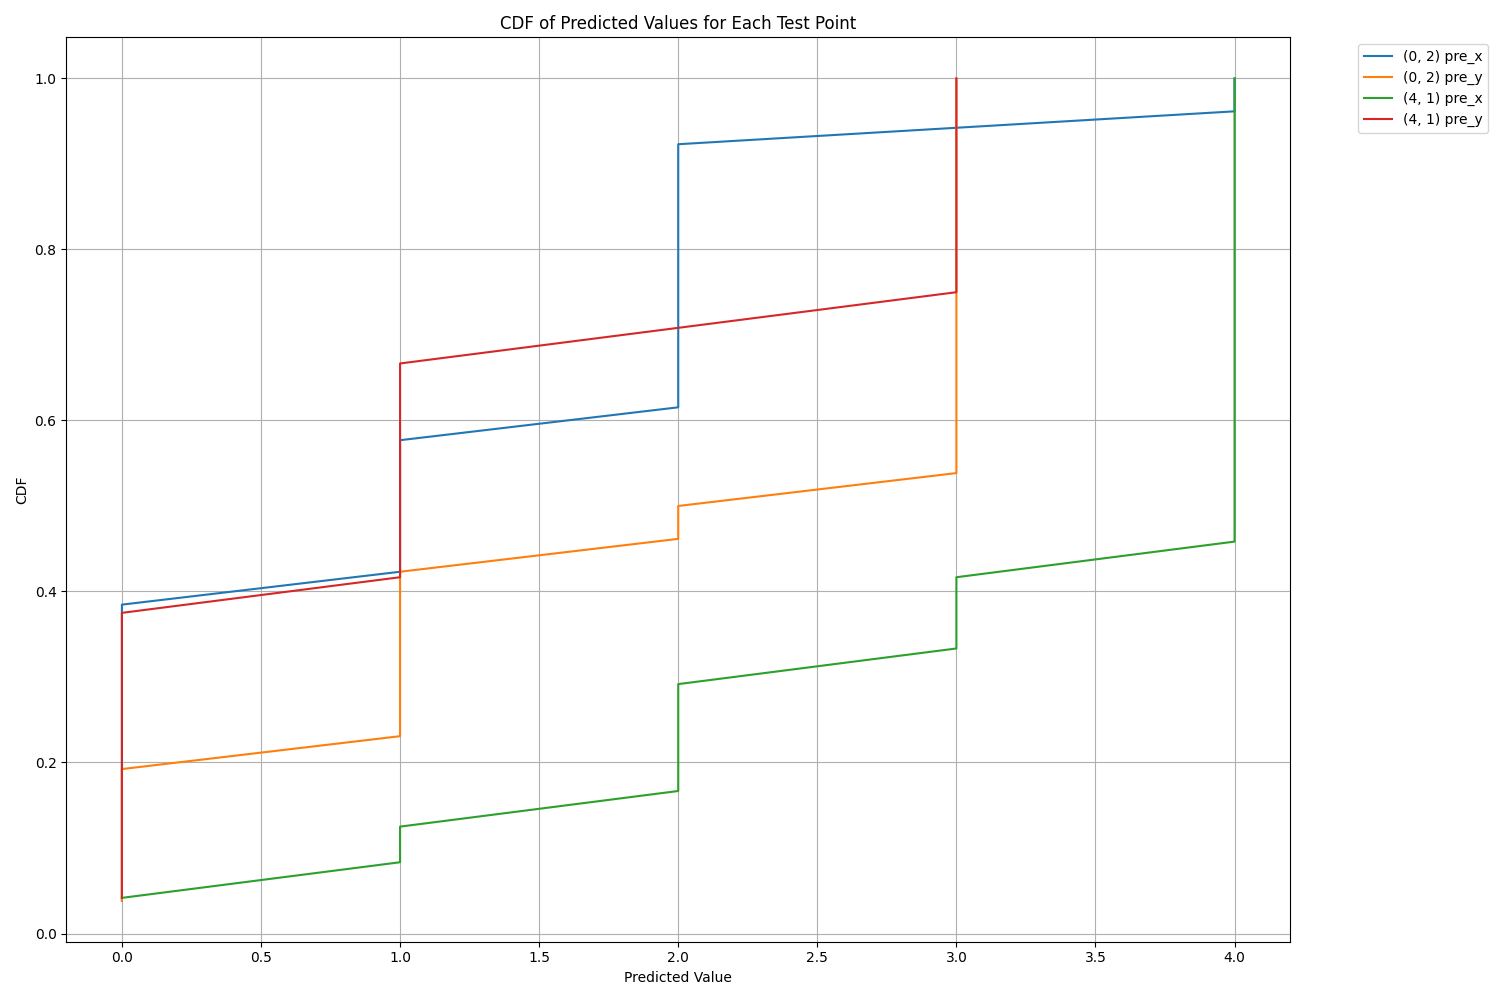 CDF of Predicted Values for Each Test Point
(0, 2) pre_x
(0, 2) pre_y
(4, 1) pre_x
(4, 1) pre_y
1.0
0.8
0.6
0.4
0.2
0.0
CDF
0.0 0.5 1.0 1.5 2.0 2.5 3.0 3.5 4.0
Predicted Value